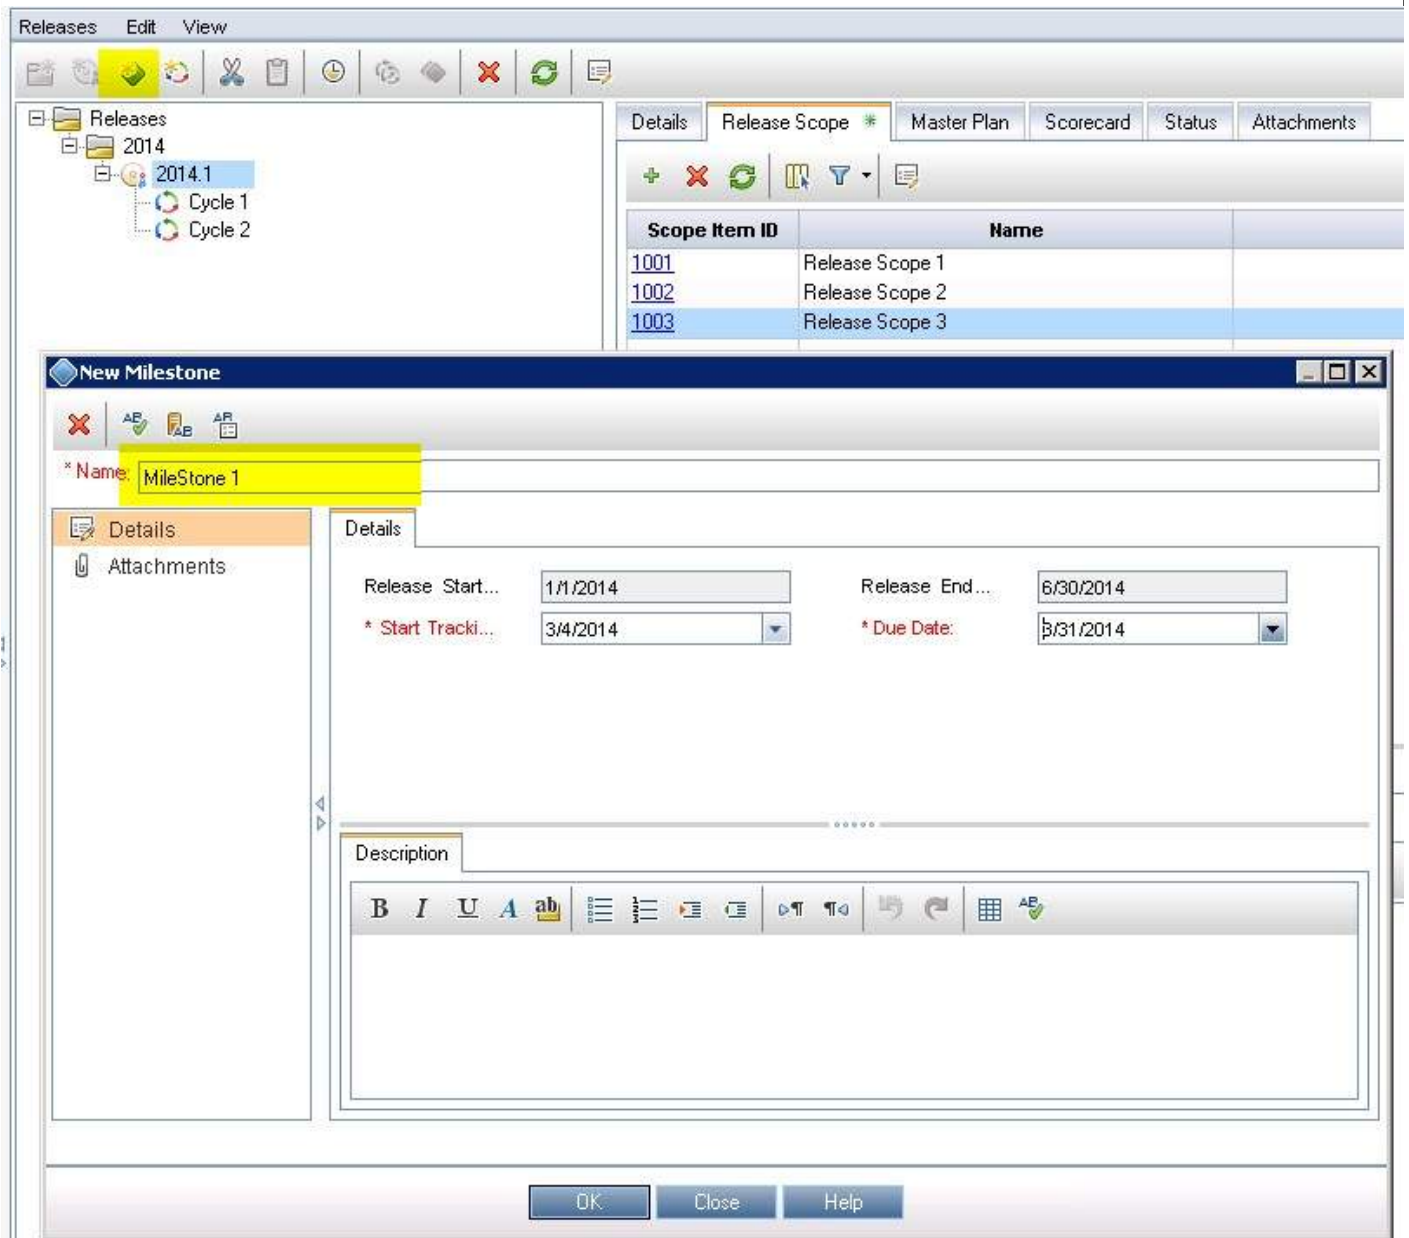 Releases Edit View
Releases
2014
2014.1
Cycle 1
Cycle 2
Details Release Scope * Master Plan Scorecard Status Attachments
Scope Item ID Name
1001 Release Scope 1
1002 Release Scope 2
1003 Release Scope 3
New Milestone
* Name: MileStone 1
Details
Attachments
Details
Release Start... 1/1/2014 Release End... 6/30/2014
* Start Tracki... 3/4/2014 * Due Date: 3/31/2014
Description
B I U A ab
OK Close Help